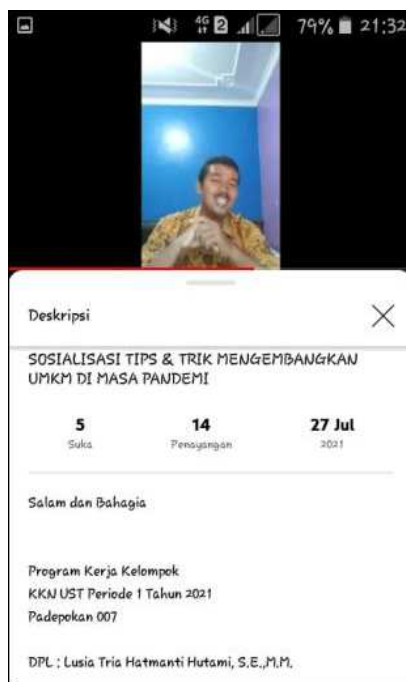 4G 2 79% 21:32
Deskripsi
SOSIALISASI TIPS & TRIK MENGEMBANGKAN
UMKM DI MASA PANDEMI
5 14 27 Jul
Suka Penayangan 2021
Salam dan Bahagia
Program Kerja Kelompok
KKN UST Periode 1 Tahun 2021
Padepokan 007
DPL : Lusia Tria Hatmanti Hutami, S.E.,M.M.